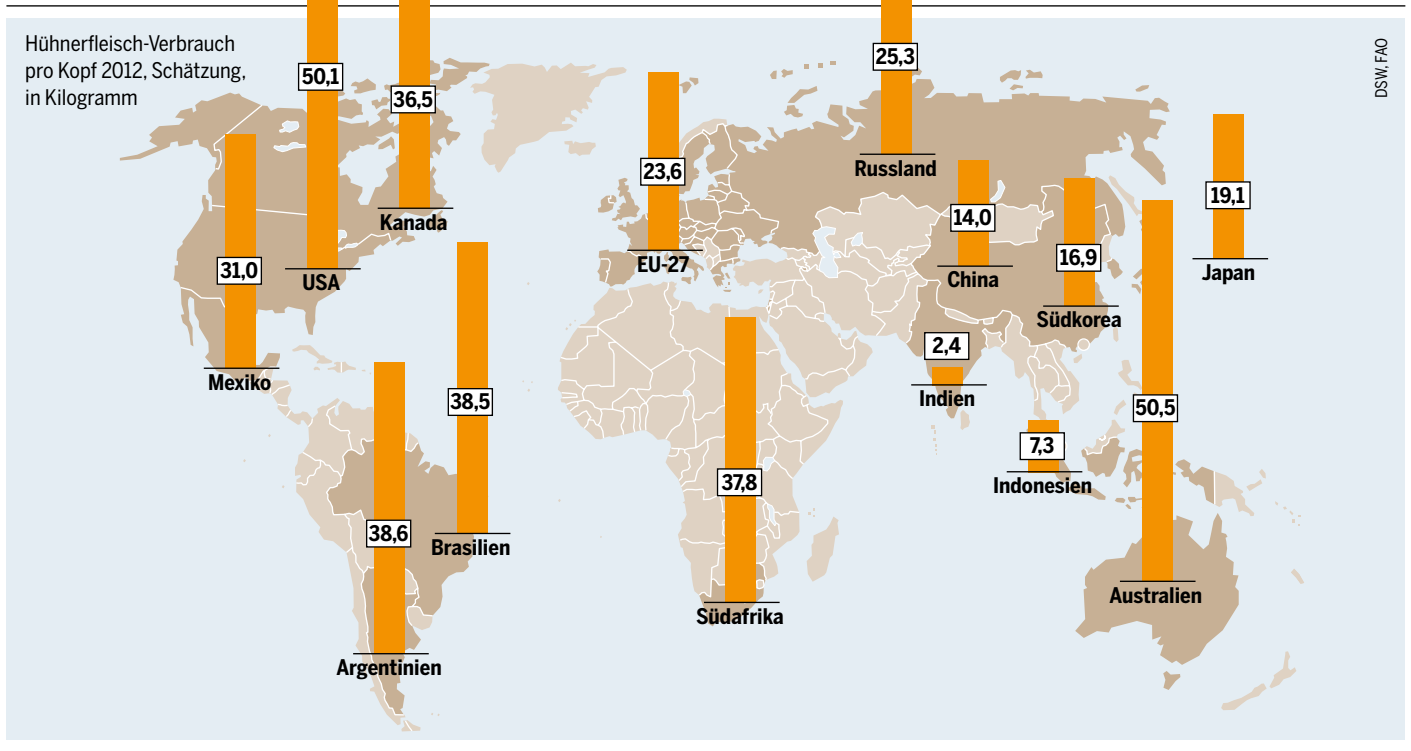 Hühnerfleisch-Verbrauch
pro Kopf 2012, Schätzung,
in Kilogramm
DSW, FAO
50,1
USA
36,5
Kanada
31,0
Mexiko
38,5
Brasilien
38,6
Argentinien
23,6
EU-27
37,8
Südafrika
25,3
Russland
14,0
China
16,9
Südkorea
19,1
Japan
2,4
Indien
7,3
Indonesien
50,5
Australien